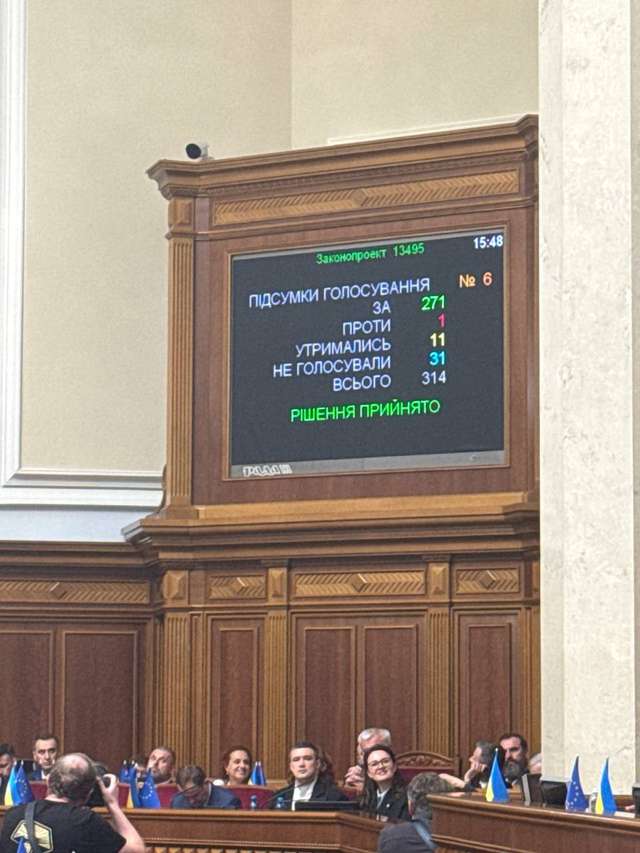 Законопроект 13495 15:48
ПІДСУМКИ ГОЛОСУВАННЯ № 6
ЗА 271
ПРОТИ 1
УТРИМАЛИСЬ 11
НЕ ГОЛОСУВАЛИ 31
ВСЬОГО 314
РІШЕННЯ ПРИЙНЯТО